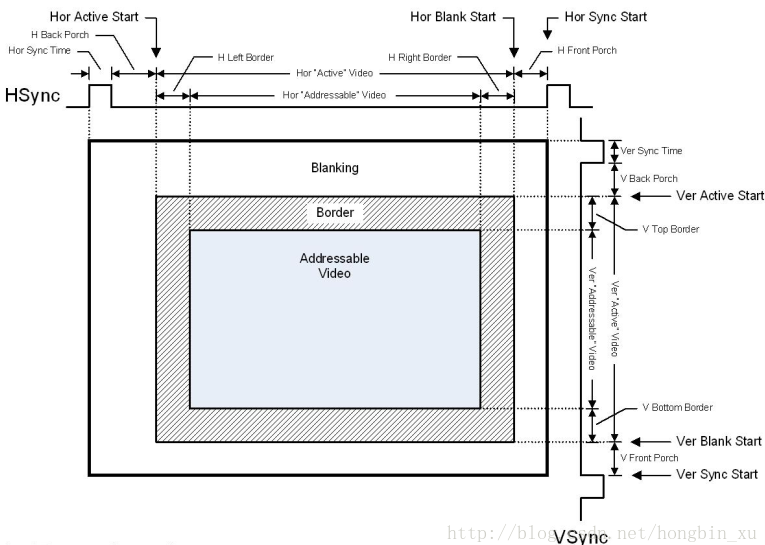 Hor Active Start
Hor Blank Start
Hor Sync Start
H Back Porch
Hor Sync Time
H Left Border
H Right Border
H Front Porch
Hor "Active" Video
HSync
Hor "Addressable" Video
Blanking
Ver Sync Time
V Back Porch
Ver Active Start
Border
V Top Border
Addressable
Video
Ver "Addressable" Video
Ver "Active" Video
V Bottom Border
Ver Blank Start
V Front Porch
Ver Sync Start
http://blog.csdn.net/hongbin_xu
VSync